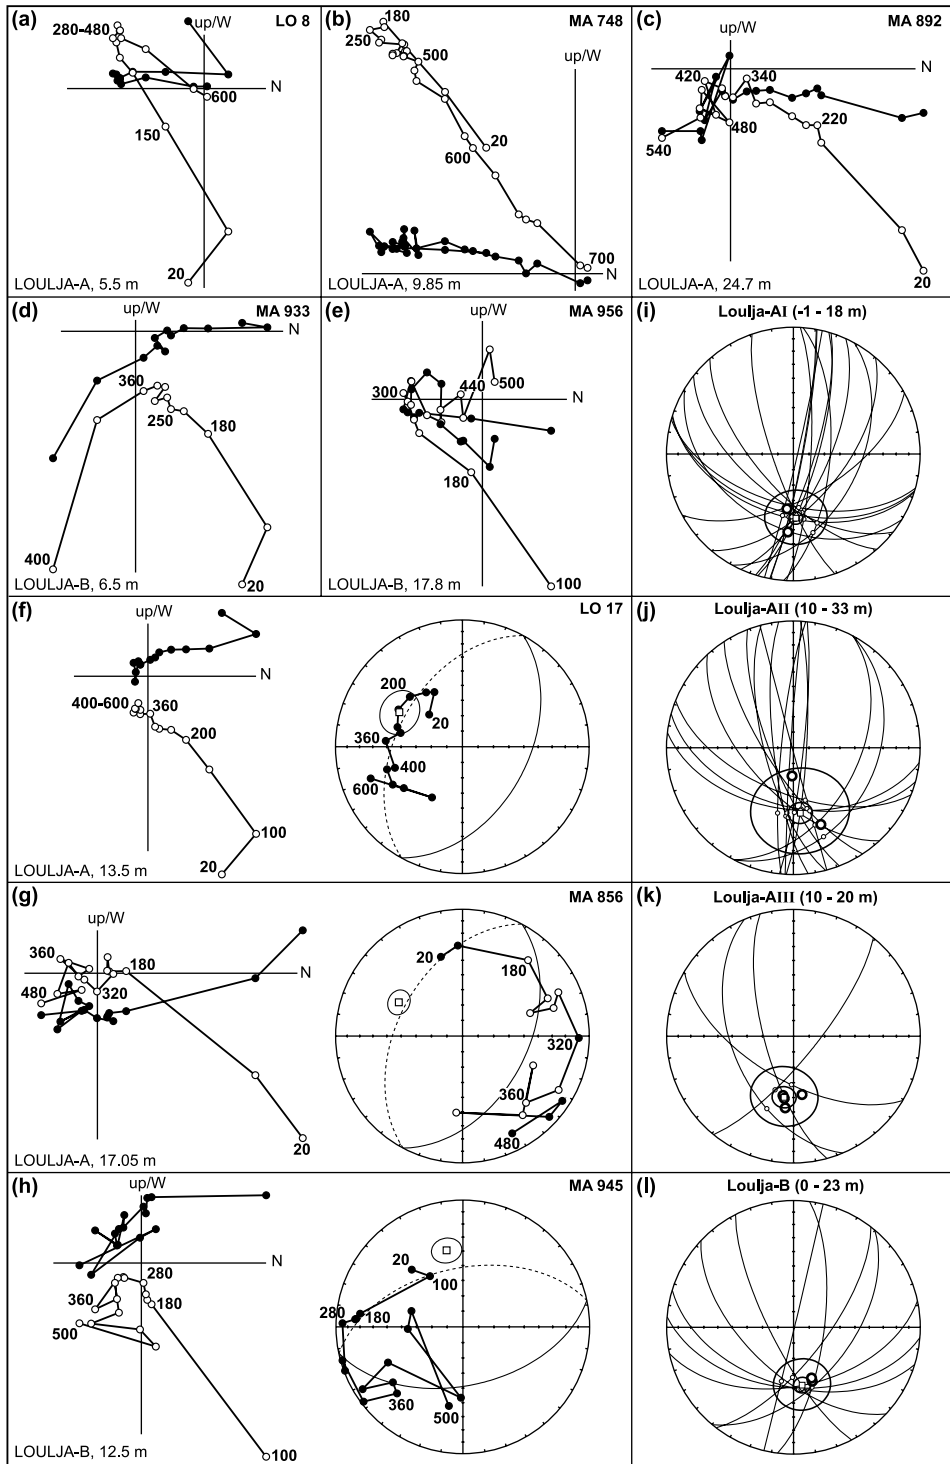 (a)
up/W
LO 8
280-480
N
600
150
20
LOULJA-A, 5.5 m
(b)
MA 748
180
250
500
up/W
20
600
700
N
LOULJA-A, 9.85 m
(c)
MA 892
up/W
N
420
340
220
480
540
20
LOULJA-A, 24.7 m
(d)
up/W
MA 933
N
360
250
180
400
20
LOULJA-B, 6.5 m
(e)
up/W
MA 956
300
440
500
N
180
100
LOULJA-B, 17.8 m
(i)
Loulja-AI (-1 - 18 m)
(f)
up/W
LO 17
N
400-600
360
200
100
20
LOULJA-A, 13.5 m
200
20
360
400
600
(j)
Loulja-AII (10 - 33 m)
(g)
up/W
MA 856
360
180
N
480
320
20
LOULJA-A, 17.05 m
20
180
320
360
480
(k)
Loulja-AIII (10 - 20 m)
(h)
up/W
MA 945
N
280
360
180
500
100
LOULJA-B, 12.5 m
20
100
280
180
360
500
(l)
Loulja-B (0 - 23 m)